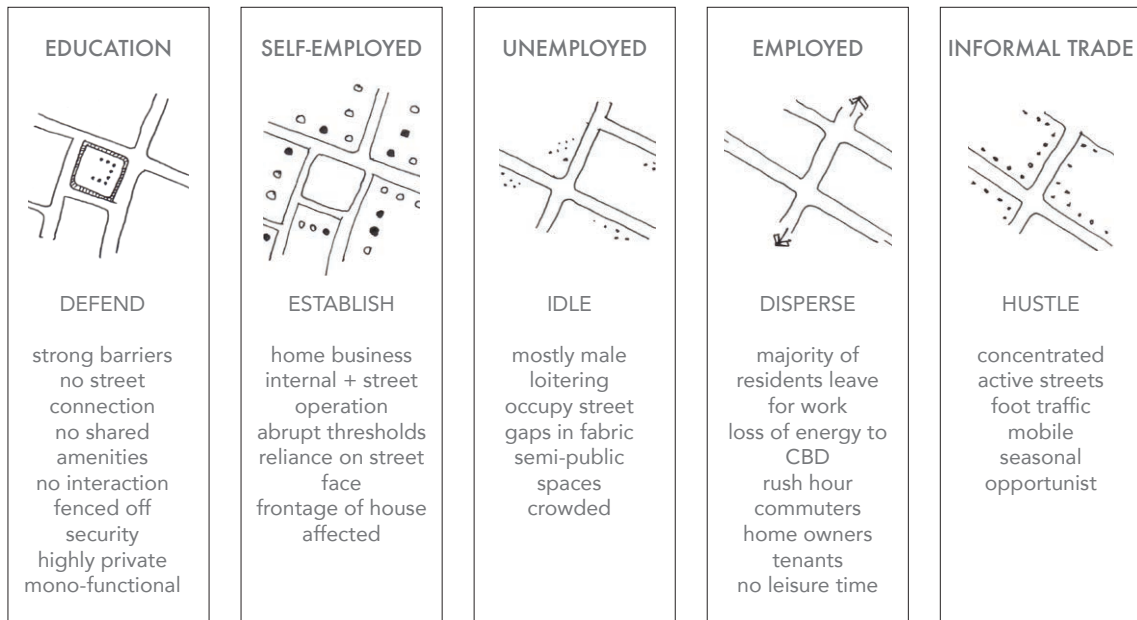 EDUCATION
DEFEND
strong barriers
no street
connection
no shared
amenities
no interaction
fenced off
security
highly private
mono-functional
SELF-EMPLOYED
ESTABLISH
home business
internal + street
operation
abrupt thresholds
reliance on street
face
frontage of house
affected
UNEMPLOYED
IDLE
mostly male
loitering
occupy street
gaps in fabric
semi-public
spaces
crowded
EMPLOYED
DISPERSE
majority of
residents leave
for work
loss of energy to
CBD
rush hour
commuters
home owners
tenants
no leisure time
INFORMAL TRADE
HUSTLE
concentrated
active streets
foot traffic
mobile
seasonal
opportunist